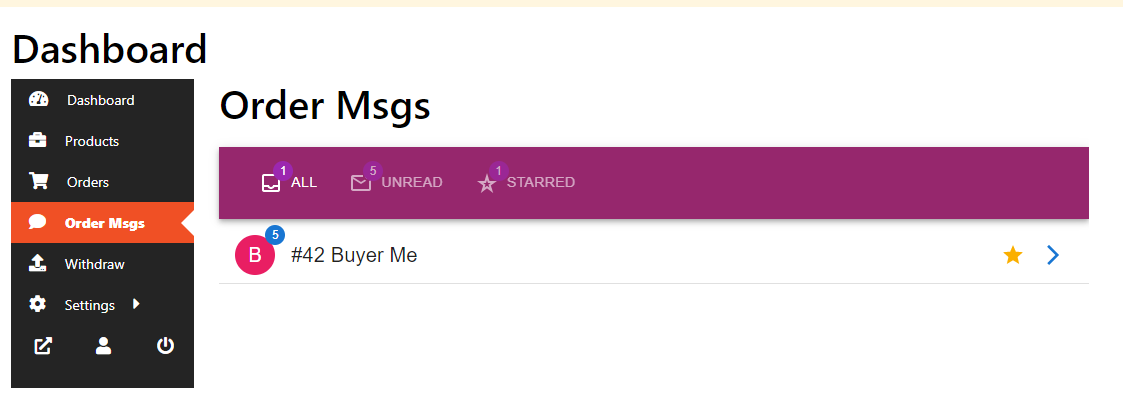 Dashboard
Dashboard
Products
Orders
Order Msgs
Withdraw
Settings
Order Msgs
1 ALL 5 UNREAD 1 STARRED
B 5 #42 Buyer Me